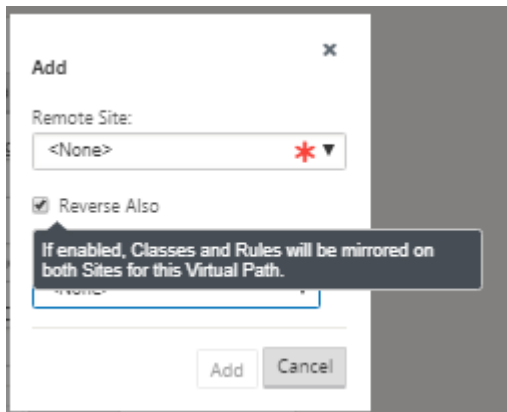 Add
×
Remote Site:
<None>
Reverse Also
If enabled, Classes and Rules will be mirrored on
both Sites for this Virtual Path.
<None>
Add
Cancel